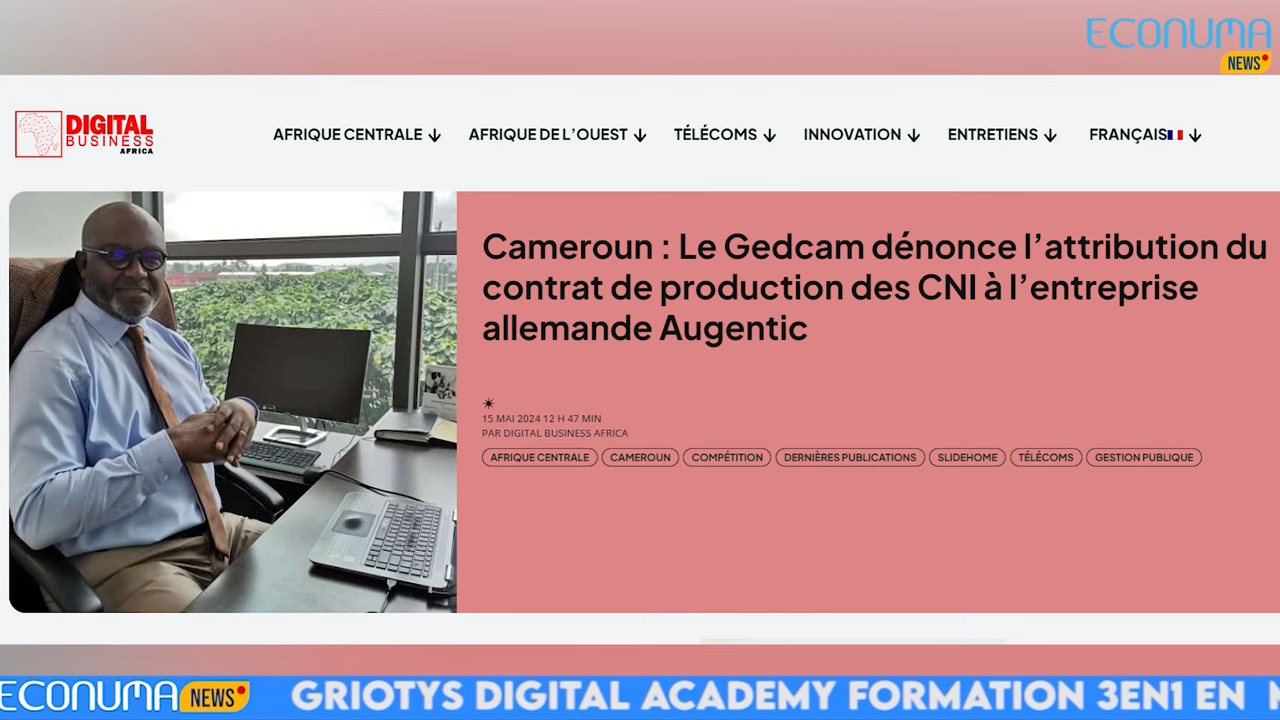 ECONUMA
NEWS
DIGITAL
BUSINESS
AFRICA
AFRIQUE CENTRALE
AFRIQUE DE L’OUEST
TÉLÉCOMS
INNOVATION
ENTRETIENS
FRANÇAIS
Cameroun : Le Gedcam dénonce l’attribution du
contrat de production des CNI à l’entreprise
allemande Augentic
15 MAI 2024 12 H 47 MIN
PAR DIGITAL BUSINESS AFRICA
AFRIQUE CENTRALE
CAMEROUN
COMPÉTITION
DERNIÈRES PUBLICATIONS
SLIDEHOME
TÉLÉCOMS
GESTION PUBLIQUE
ECONUMA NEWS
GRIOTYS DIGITAL ACADEMY FORMATION 3EN1 EN